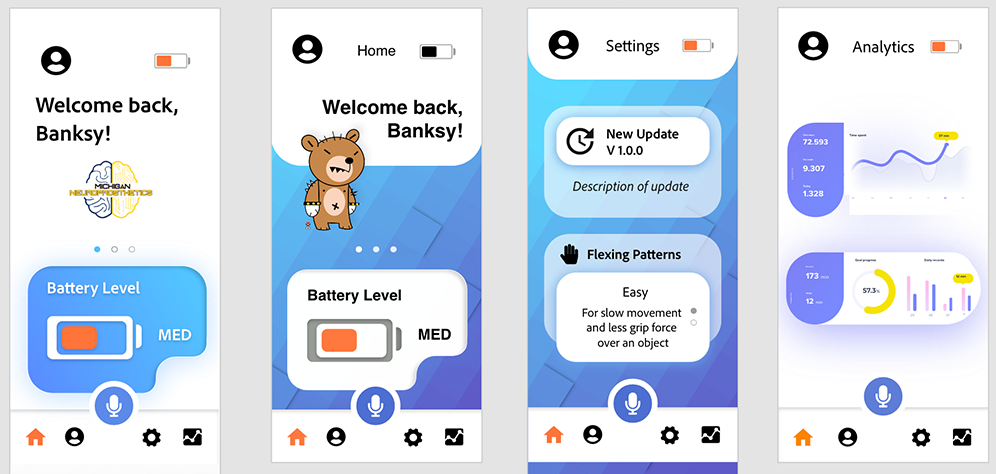 Welcome back,
Banksy!
MICHIGAN
NEUROPROSTHETICS
Battery Level
MED
Home
Welcome back,
Banksy!
Battery Level
MED
Settings
New Update
V 1.0.0
Description of update
Flexing Patterns
Easy
For slow movement
and less grip force
over an object
Analytics
72.593
9.307
1.328
Time spent
173
12
Goal progress
57.3%
Daily records